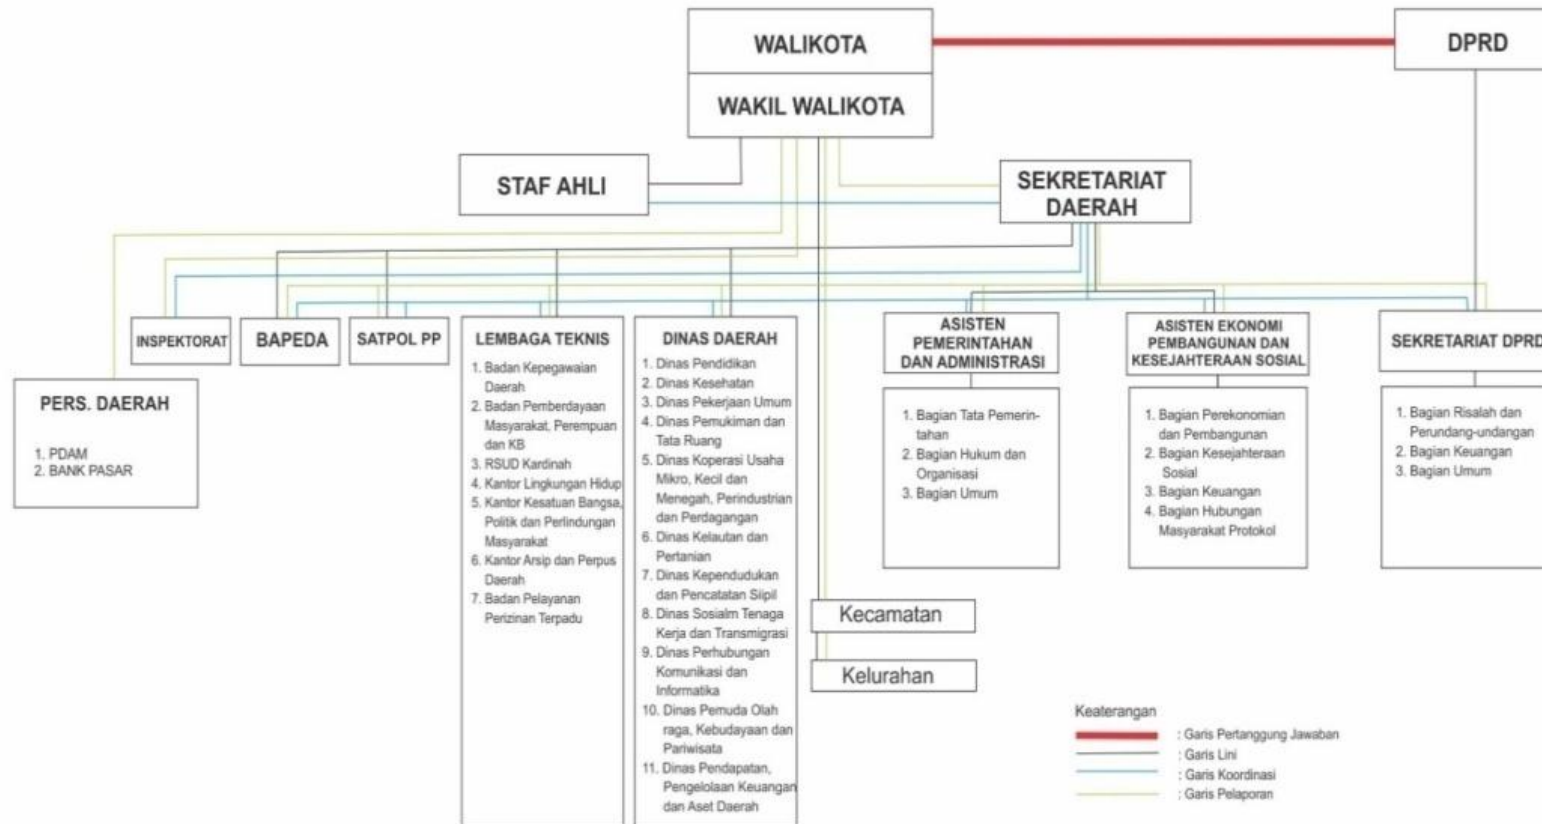 WALIKOTA
DPRD
WAKIL WALIKOTA
STAF AHLI
SEKRETARIAT
DAERAH
INSPEKTORAT
BAPEDA
SATPOL PP
PERS. DAERAH
1. PDAM
2. BANK PASAR
LEMBAGA TEKNIS
1. Badan Kepegawaian
Daerah
2. Badan Pemberdayaan
Masyarakat, Perempuan
dan KB
3. RSUD Kardinah
4. Kantor Lingkungan Hidup
5. Kantor Kesatuan Bangsa,
Politik dan Perlindungan
Masyarakat
6. Kantor Arsip dan Perpus
Daerah
7. Badan Pelayanan
Perizinan Terpadu
DINAS DAERAH
1. Dinas Pendidikan
2. Dinas Kesehatan
3. Dinas Pekerjaan Umum
4. Dinas Pemukiman dan
Tata Ruang
5. Dinas Koperasi Usaha
Mikro, Kecil dan
Menegah, Perindustrian
dan Perdagangan
6. Dinas Kelautan dan
Pertanian
7. Dinas Kependudukan
dan Pencatatan Siipil
8. Dinas Sosialm Tenaga
Kerja dan Transmigrasi
9. Dinas Perhubungan
Komunikasi dan
Informatika
10. Dinas Pemuda Olah
raga, Kebudayaan dan
Pariwisata
11. Dinas Pendapatan,
Pengelolaan Keuangan
dan Aset Daerah
ASISTEN
PEMERINTAHAN
DAN ADMINISTRASI
1. Bagian Tata Pemerin-
tahan
2. Bagian Hukum dan
Organisasi
3. Bagian Umum
ASISTEN EKONOMI
PEMBANGUNAN DAN
KESEJAHTERAAN SOSIAL
1. Bagian Perekonomian
dan Pembangunan
2. Bagian Kesejahteraan
Sosial
3. Bagian Keuangan
4. Bagian Hubungan
Masyarakat Protokol
SEKRETARIAT DPRD
1. Bagian Risalah dan
Perundang-undangan
2. Bagian Keuangan
3. Bagian Umum
Kecamatan
Kelurahan
Keaterangan
: Garis Pertanggung Jawaban
: Garis Lini
: Garis Koordinasi
: Garis Pelaporan